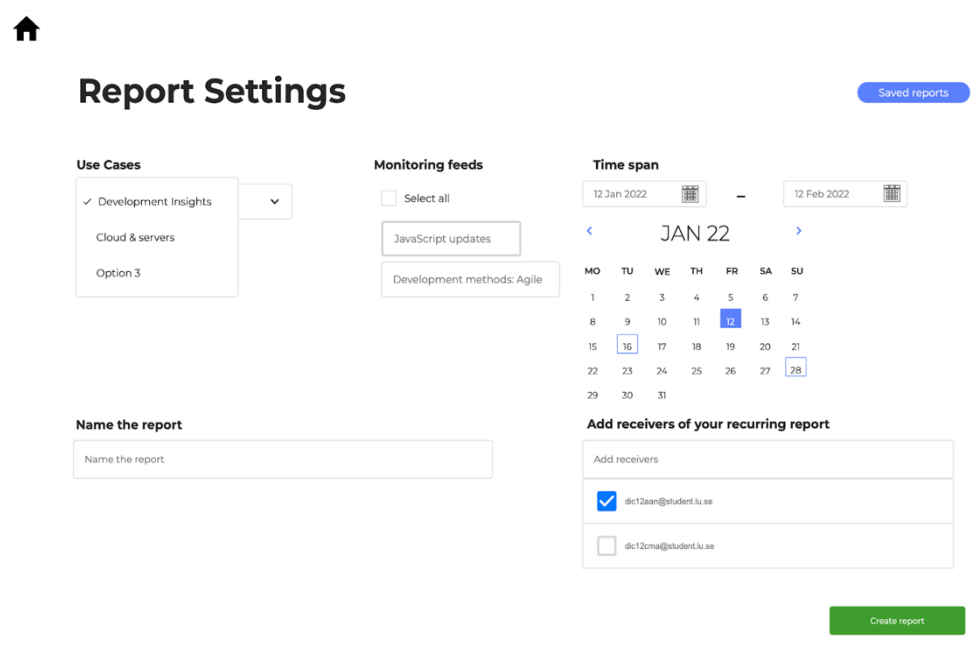 Report Settings
Saved reports
Use Cases
Development Insights
Cloud & servers
Option 3
Monitoring feeds
Select all
JavaScript updates
Development methods: Agile
Time span
12 Jan 2022 – 12 Feb 2022
JAN 22
MO TU WE TH FR SA SU
1 2 3 4 5 6 7
8 9 10 11 12 13 14
15 16 17 18 19 20 21
22 23 24 25 26 27 28
29 30 31
Name the report
Name the report
Add receivers of your recurring report
Add receivers
dic12aan@student.lu.se
dic12cma@student.lu.se
Create report